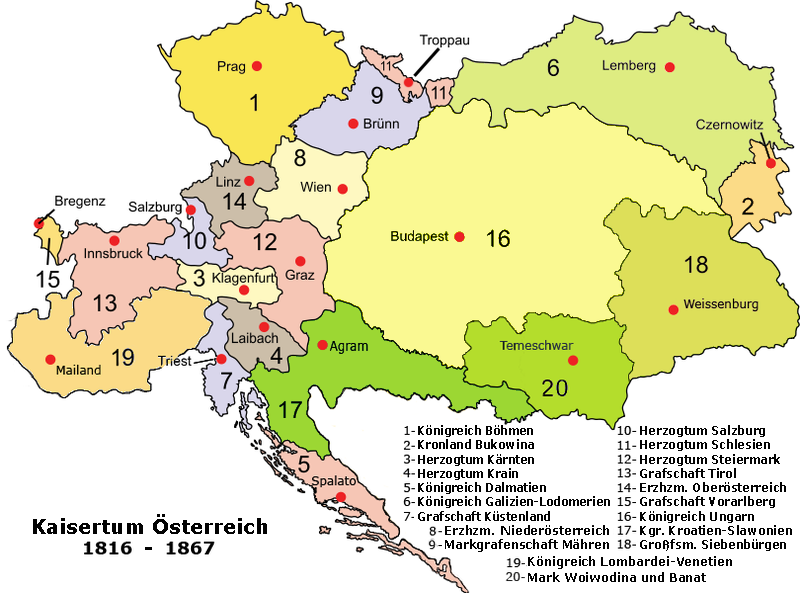 Troppau
11
6
Prag
Lemberg
9
11
1
Brünn
Czernowitz
8
Linz
Wien
14
Bregenz
Salzburg
2
10
12
Budapest
16
Innsbruck
15
3
Klagenfurt
Graz
18
13
Weissenburg
Laibach
Agram
Temeschwar
Mailand
19
Triest
4
7
20
17
5
Spalato
1-Königreich Böhmen
2-Kronland Bukowina
3-Herzogtum Kärnten
4-Herzogtum Krain
5-Königreich Dalmatien
6-Königreich Galizien-Lodomerien
7-Grafschaft Küstenland
8-Erzhzm. Niederösterreich
9-Markgrafenschaft Mähren
10-Herzogtum Salzburg
11-Herzogtum Schlesien
12-Herzogtum Steiermark
13-Grafschaft Tirol
14-Erzhzm. Oberösterreich
15-Grafschaft Vorarlberg
16-Königreich Ungarn
17-Kgr. Kroatien-Slawonien
18-Großfsm. Siebenbürgen
19-Königreich Lombardei-Venetien
20-Mark Woiwodina und Banat
Kaisertum Österreich
1816 - 1867